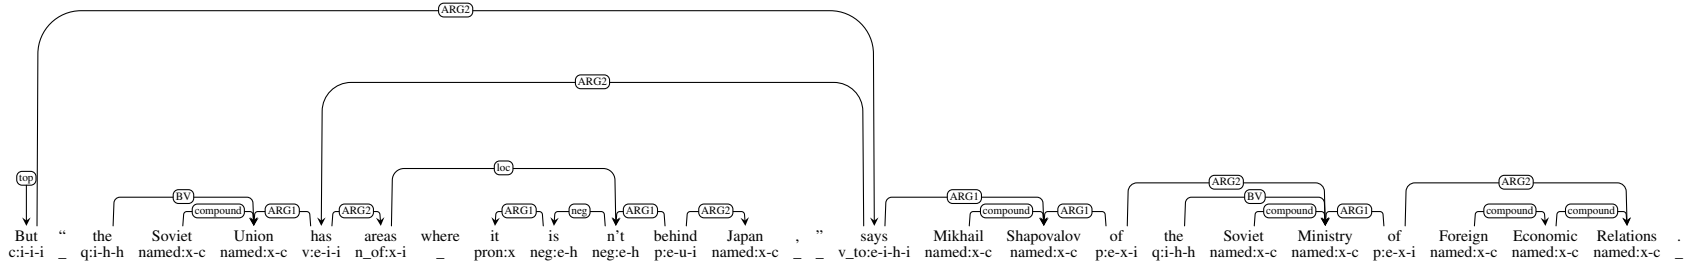 ARG2
ARG2
loc
top
ARG2
BV ARG1 BV ARG2
compound ARG1 ARG2 ARG1 neg ARG1 ARG2 compound ARG1 compound ARG1 compound compound
But “ the Soviet Union has areas where it is n't behind Japan , ” says Mikhail Shapovalov of the Soviet Ministry of Foreign Economic Relations .
c:i-i-i _ q:i-h-h named:x-c named:x-c v:e-i-i n_of:x-i _ pron:x neg:e-h neg:e-h p:e-u-i named:x-c _ _ v_to:e-i-h-i named:x-c named:x-c p:e-x-i q:i-h-h named:x-c named:x-c p:e-x-i named:x-c named:x-c named:x-c _